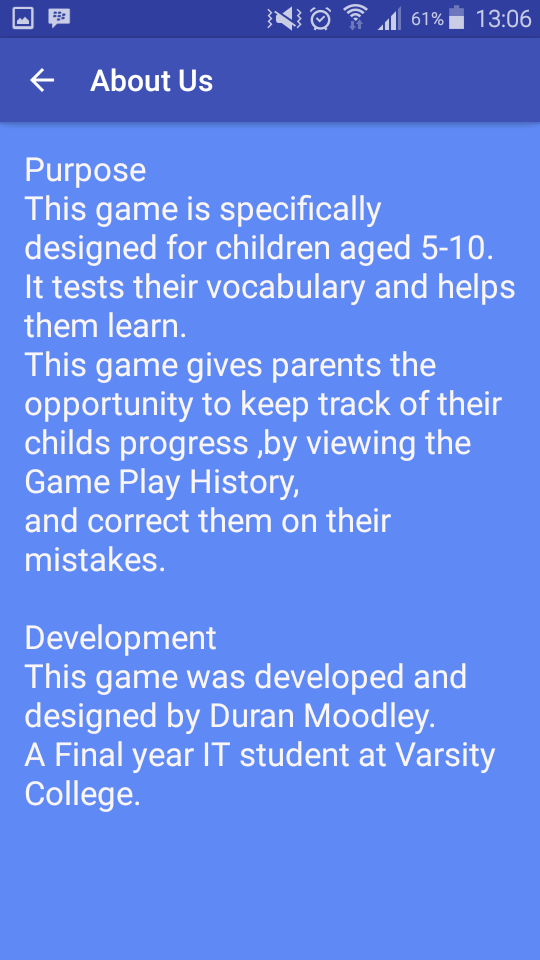 61% 13:06
About Us
Purpose
This game is specifically
designed for children aged 5-10.
It tests their vocabulary and helps
them learn.
This game gives parents the
opportunity to keep track of their
childs progress ,by viewing the
Game Play History,
and correct them on their
mistakes.
Development
This game was developed and
designed by Duran Moodley.
A Final year IT student at Varsity
College.